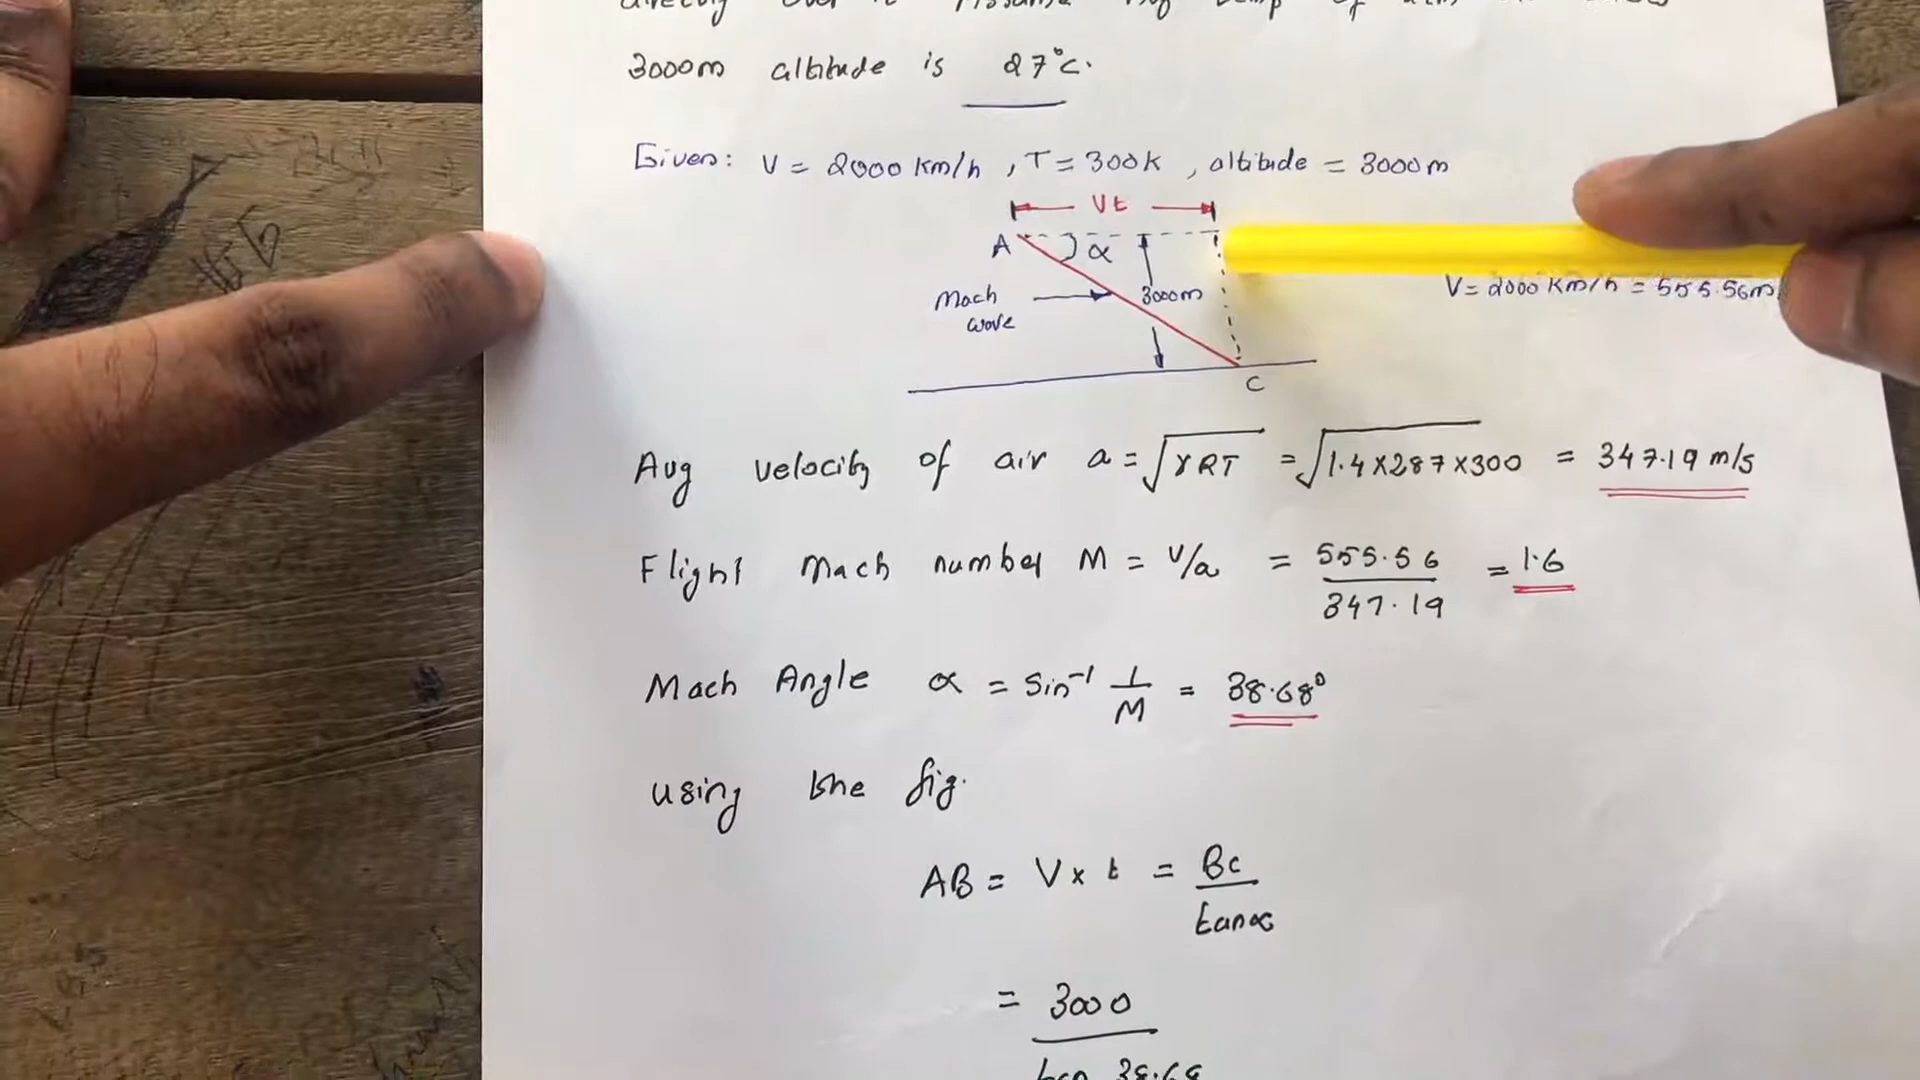 3000m altitude is 27°C.
Given: V = 2000 Km/h , T = 300K , altitude = 3000m
Vt
A α
Mach wave
3000m
V = 2000 Km/h = 555.56m
C
Avg velocity of air a = √γRT = √1.4×287×300 = 347.19 m/s
Flight Mach number M = V/a = 555.56/347.19 = 1.6
Mach Angle α = Sin⁻¹ 1/M = 38.68°
using the fig.
AB = V× t = BC/tanα
= 3000/tan 38.68